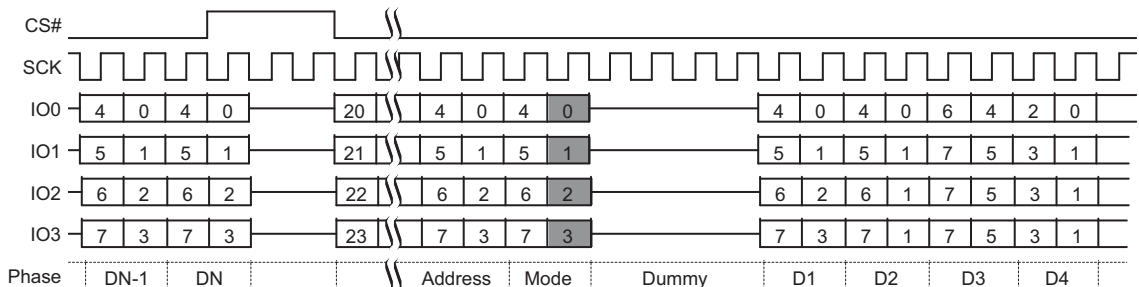 CS#
SCK
IO0 4 0 4 0 20 4 0 4 0 4 0 4 0 6 4 2 0
IO1 5 1 5 1 21 5 1 5 1 5 1 5 1 7 5 3 1
IO2 6 2 6 2 22 6 2 6 2 6 2 6 1 7 5 3 1
IO3 7 3 7 3 23 7 3 7 3 7 3 7 1 7 5 3 1
Phase DN-1 DN Address Mode Dummy D1 D2 D3 D4